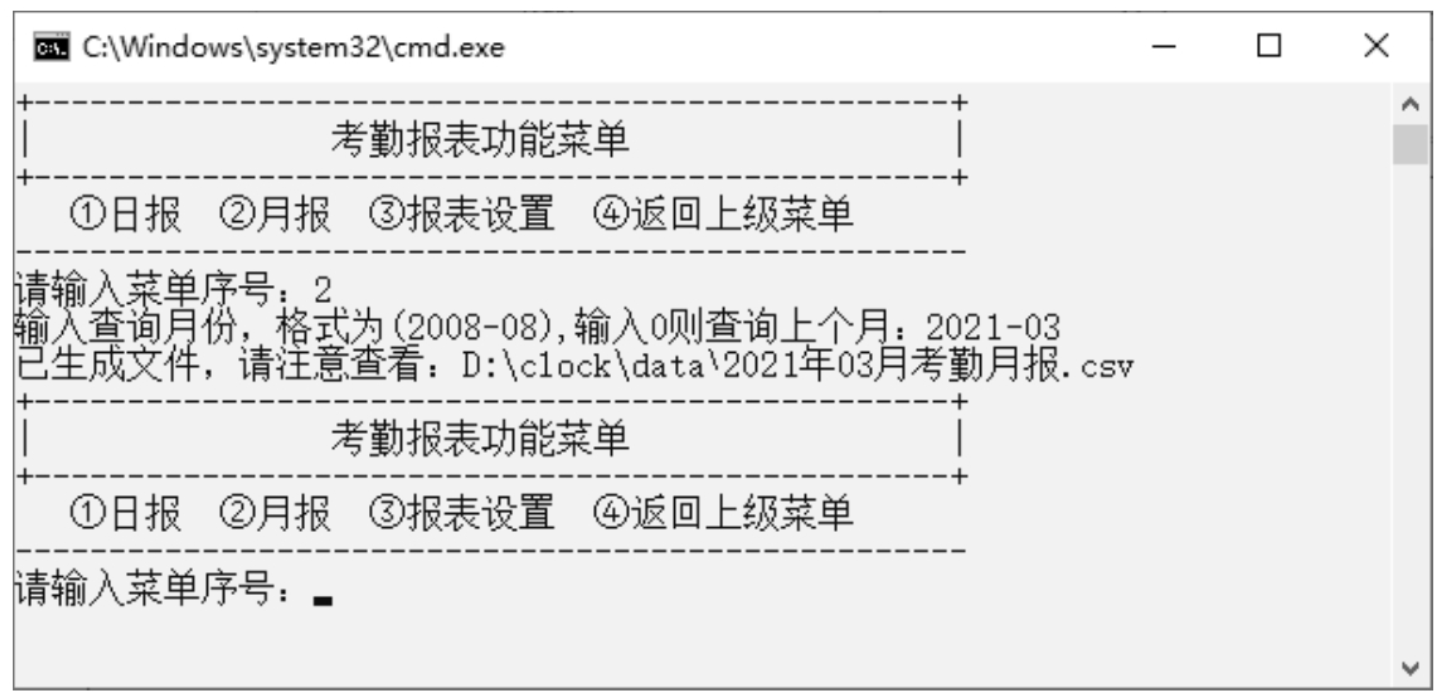 C:\Windows\system32\cmd.exe
+-------------------------------------------------+
|                考勤报表功能菜单                 |
+-------------------------------------------------+
   ①日报  ②月报  ③报表设置  ④返回上级菜单
---------------------------------------------------
请输入菜单序号：2
输入查询月份，格式为(2008-08),输入0则查询上个月：2021-03
已生成文件，请注意查看：D:\clock\data\2021年03月考勤月报.csv
+-------------------------------------------------+
|                考勤报表功能菜单                 |
+-------------------------------------------------+
   ①日报  ②月报  ③报表设置  ④返回上级菜单
---------------------------------------------------
请输入菜单序号：